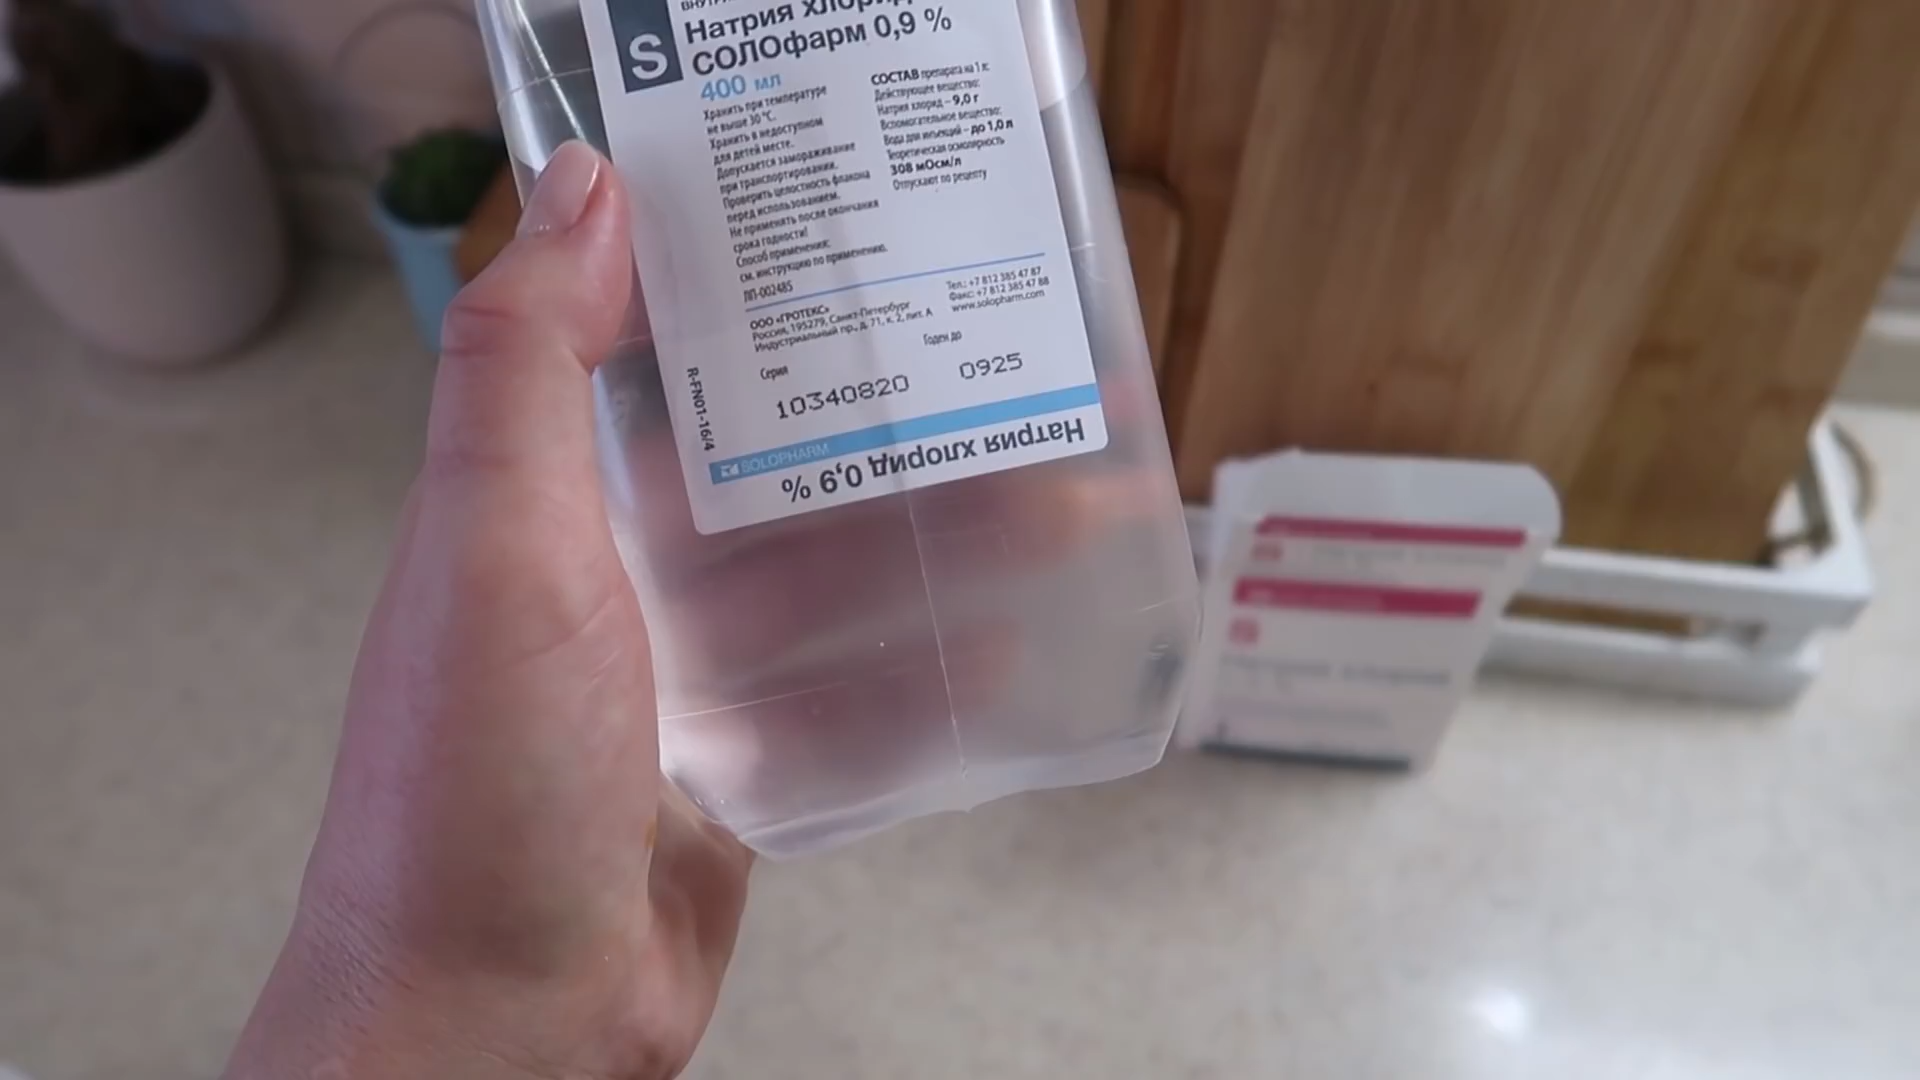 S
Натрия
СОЛОфарм 0,9 %
400 мл
Хранить при температуре
не выше 30 °С.
Хранить в недоступном
для детей месте.
Допускается замораживание
при транспортировании.
Проверить целостность флакона
перед использованием.
Не применять после окончания
срока годности!
Способ применения:
см. инструкцию по применению.
ЛП-002485
СОСТАВ препарата на 1 л:
Действующее вещество:
Натрия хлорид – 9,0 г
Вспомогательное вещество:
Вода для инъекций – до 1,0 л
Теоретическая осмолярность
308 мОсм/л
Отпускают по рецепту
ООО «ГРОТЕКС»
Россия, 195279, Санкт-Петербург
Индустриальный пр., д. 71, к. 2, лит. А
Тел.: +7 812 385 47 87
Факс: +7 812 385 47 88
www.solopharm.com
Серия
10340820
Годен до
0925
R-FN01-16/4
SOLOPHARM
Натрия хлорид 0,9 %